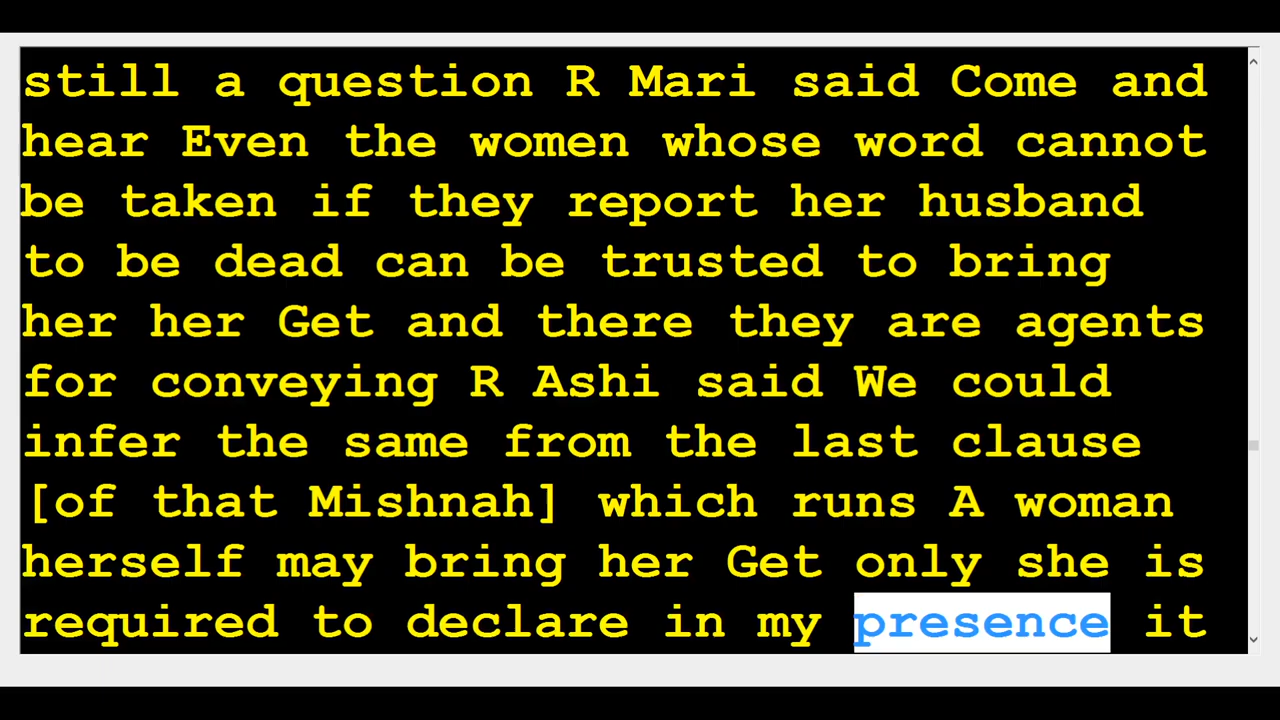 still a question R Mari said Come and
hear Even the women whose word cannot
be taken if they report her husband
to be dead can be trusted to bring
her her Get and there they are agents
for conveying R Ashi said We could
infer the same from the last clause
[of that Mishnah] which runs A woman
herself may bring her Get only she is
required to declare in my presence it